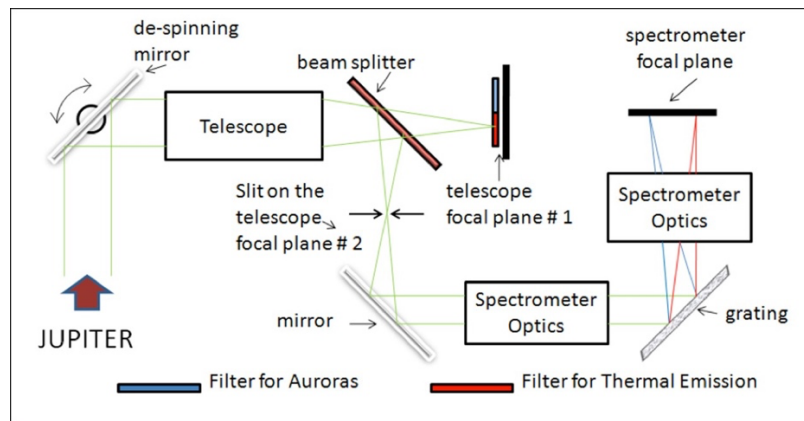 de-spinning
mirror
beam splitter
spectrometer
focal plane
Telescope
Slit on the
telescope
focal plane # 2
telescope
focal plane # 1
Spectrometer
Optics
mirror
Spectrometer
Optics
grating
JUPITER
Filter for Auroras
Filter for Thermal Emission